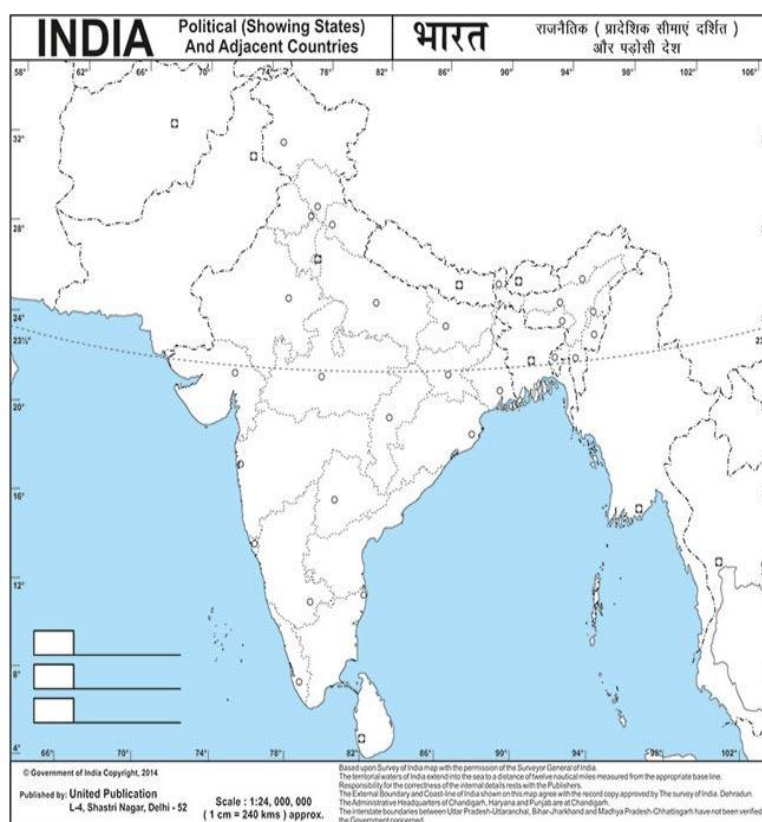 INDIA
Political (Showing States)
And Adjacent Countries
भारत
राजनैतिक ( प्रादेशिक सीमाएं दर्शित )
और पड़ोसी देश
58° 62° 66° 70° 74° 78° 82° 86° 90° 94° 98° 102° 106°
32°
28°
24°
23½°
20°
16°
12°
8°
4°
66° 70° 74° 78° 82° 86° 90° 94° 98° 102°
© Government of India Copyright, 2014
Published by: United Publication
L-4, Shastri Nagar, Delhi - 52
Scale : 1:24, 000, 000
( 1 cm = 240 kms ) approx.
Based upon Survey of India map with the permission of the Surveyor General of India.
The territorial waters of India extend into the sea to a distance of twelve nautical miles measured from the appropriate base line.
Responsibility for the correctness of the internal details rests with the Publishers.
The External Boundary and Coast-line of India shown on this map agree with the record copy approved by The survey of India. Dehradun.
The Administrative Headquarters of Chandigarh, Haryana and Punjab are at Chandigarh.
The interstate boundaries between Uttar Pradesh-Uttaranchal, Bihar-Jharkhand and Madhya Pradesh-Chhattisgarh have not been verified
the Government concerned.